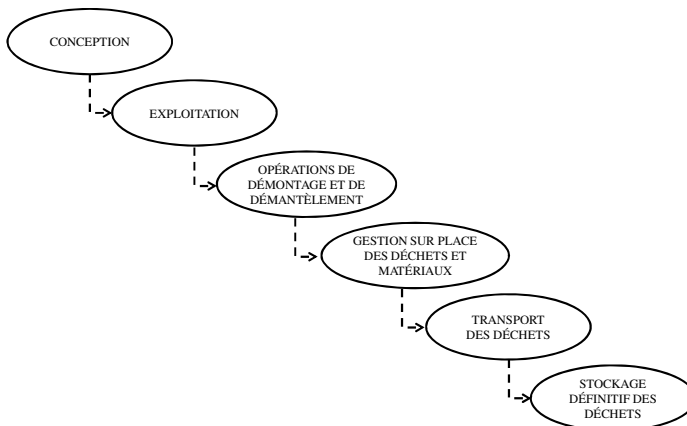 CONCEPTION
EXPLOITATION
OPÉRATIONS DE
DÉMONTAGE ET DE
DÉMANTÈLEMENT
GESTION SUR PLACE
DES DÉCHETS ET
MATÉRIAUX
TRANSPORT
DES DÉCHETS
STOCKAGE
DÉFINITIF DES
DÉCHETS